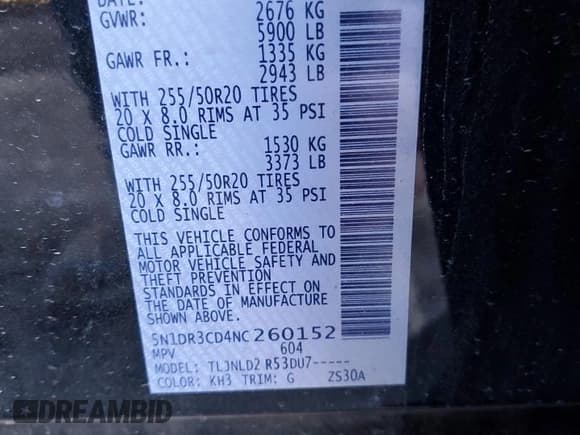 DATE:
GVWR: 2676 KG
5900 LB
GAWR FR.: 1335 KG
2943 LB
WITH 255/50R20 TIRES
20 X 8.0 RIMS AT 35 PSI
COLD SINGLE
GAWR RR.: 1530 KG
3373 LB
WITH 255/50R20 TIRES
20 X 8.0 RIMS AT 35 PSI
COLD SINGLE
THIS VEHICLE CONFORMS TO
ALL APPLICABLE FEDERAL
MOTOR VEHICLE SAFETY AND
THEFT PREVENTION
STANDARDS IN EFFECT ON
THE DATE OF MANUFACTURE
SHOWN ABOVE.
5N1DR3CD4NC260152
MPV 604
MODEL: TLJNLD2 R53DU7-----
COLOR: KH3 TRIM: G ZS30A
DREAMBID